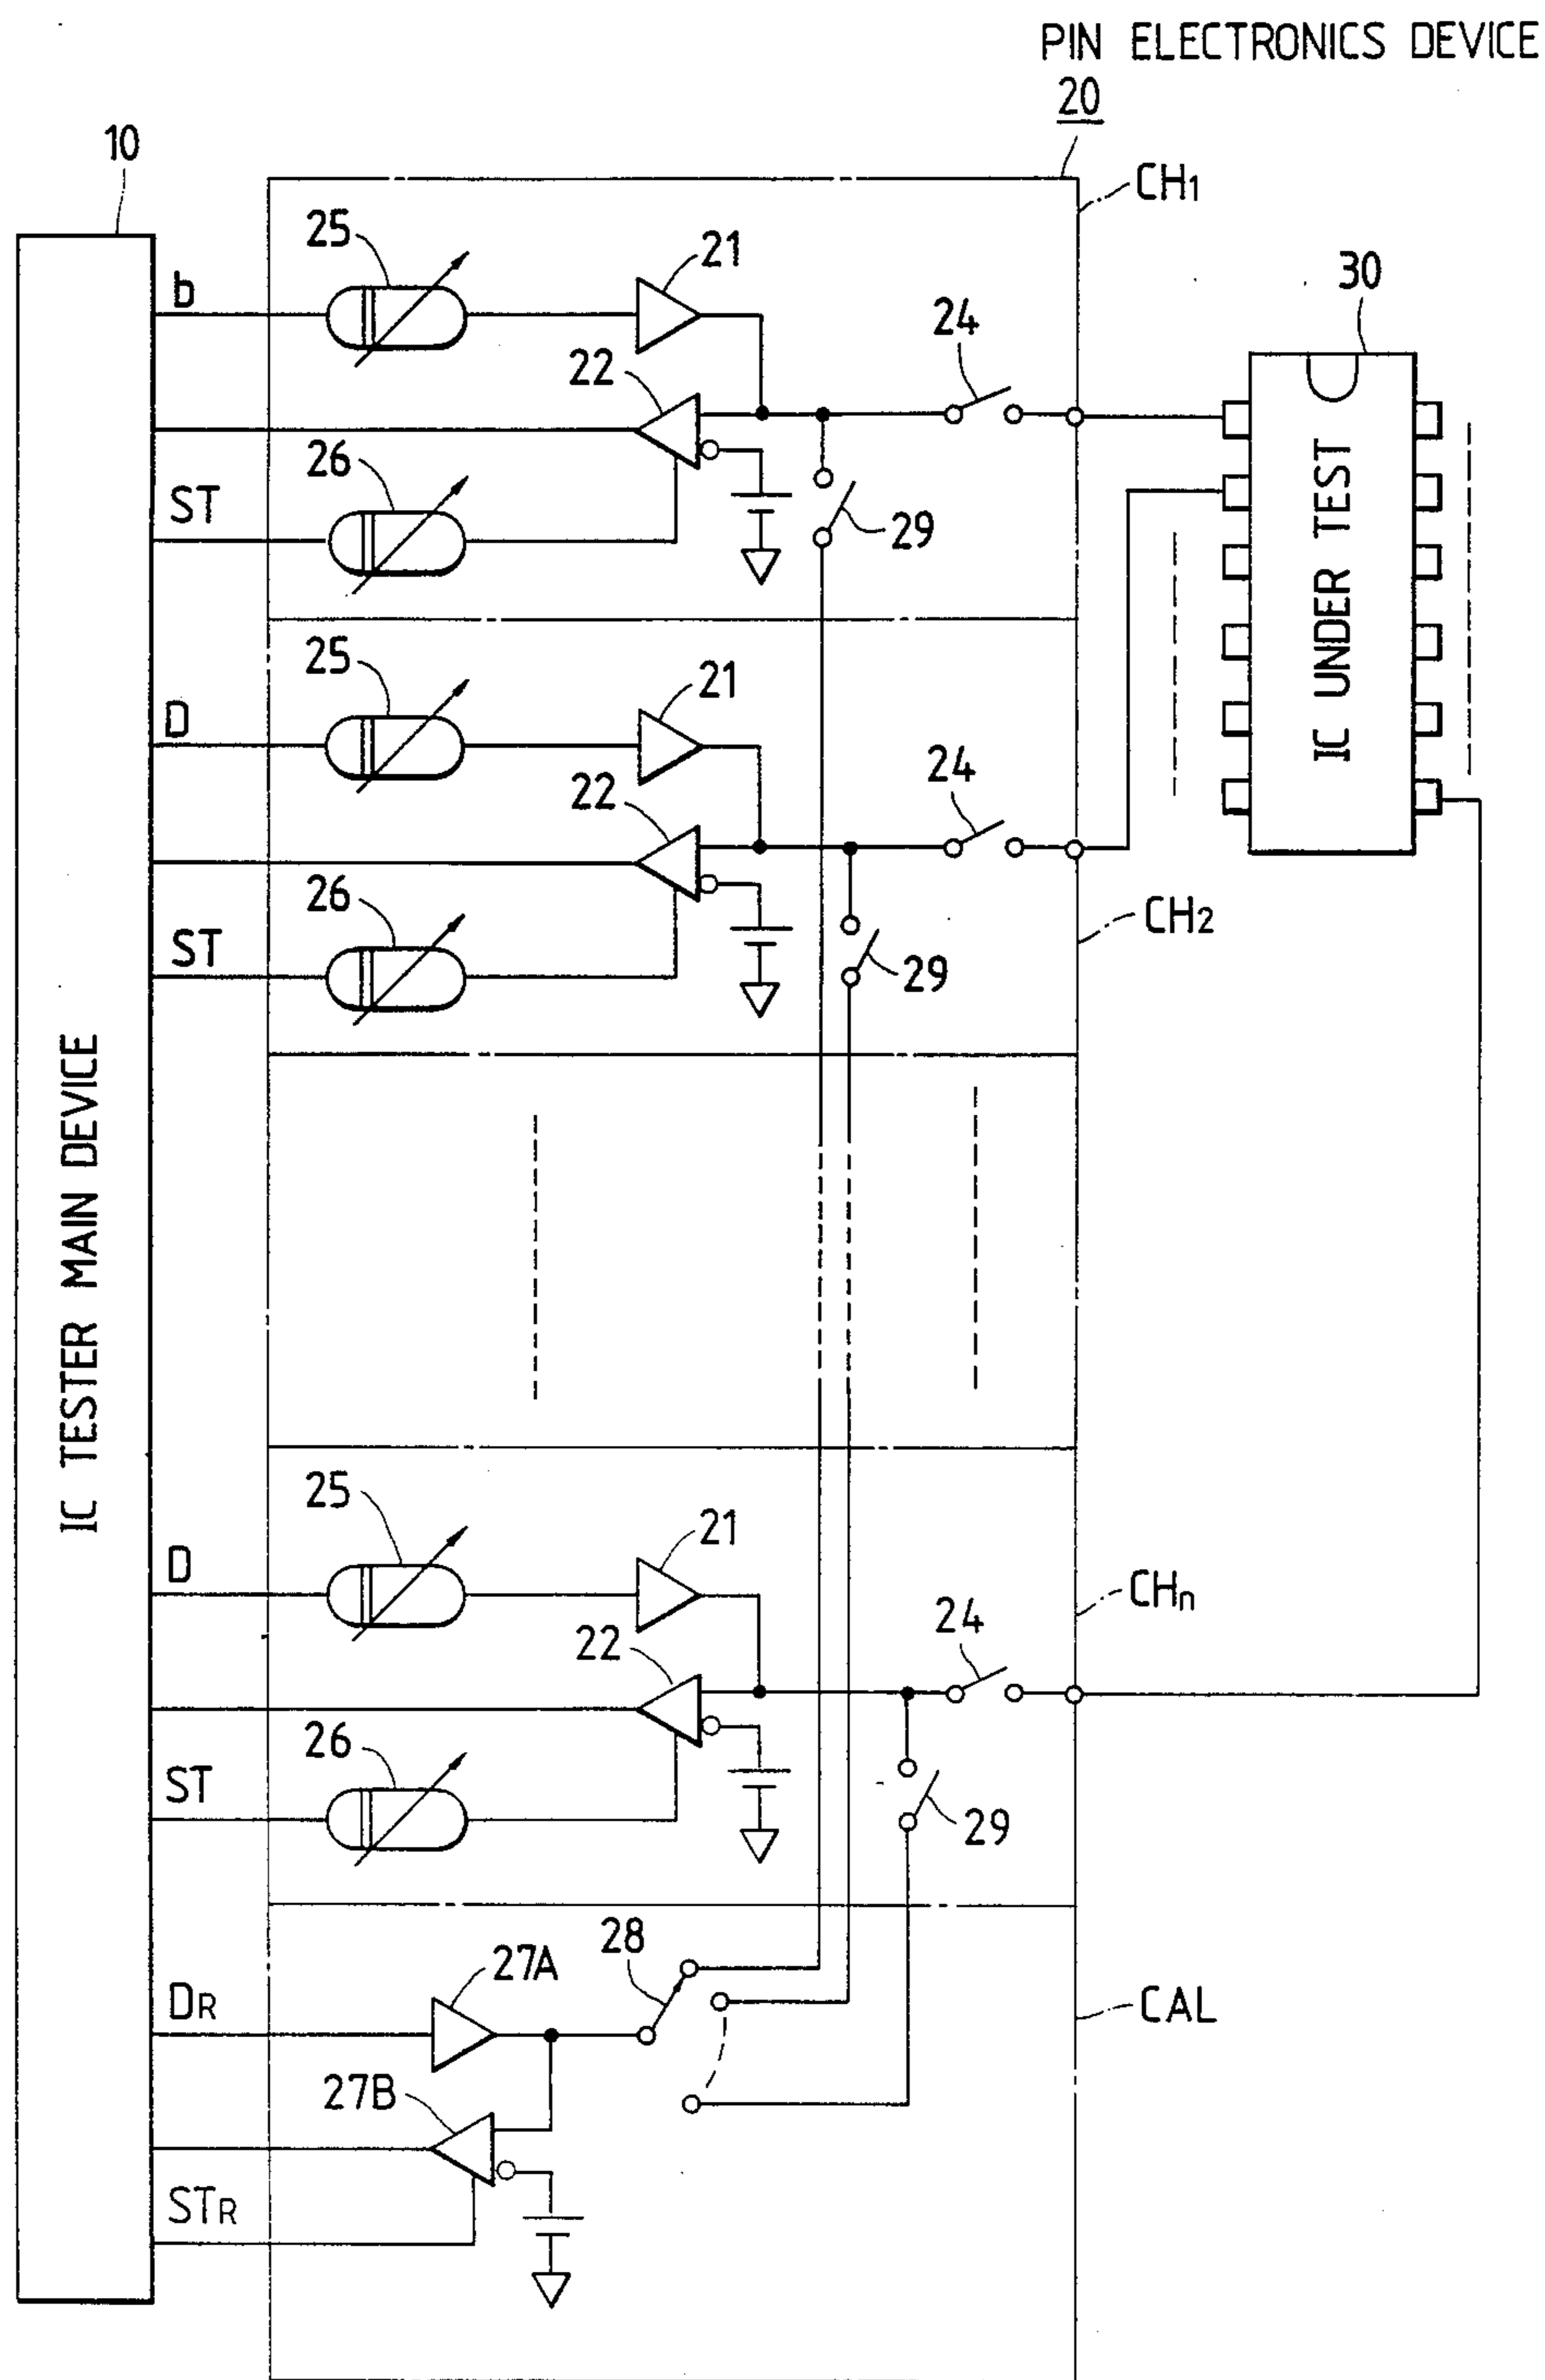 PIN ELECTRONICS DEVICE
20
10
CH1
25
21
b
30
24
22
26
ST
29
IC UNDER TEST
25
21
D
24
22
26
CH2
ST
29
IC TESTER MAIN DEVICE
25
21
D
CHn
24
22
26
ST
29
28
27A
DR
CAL
27B
STR